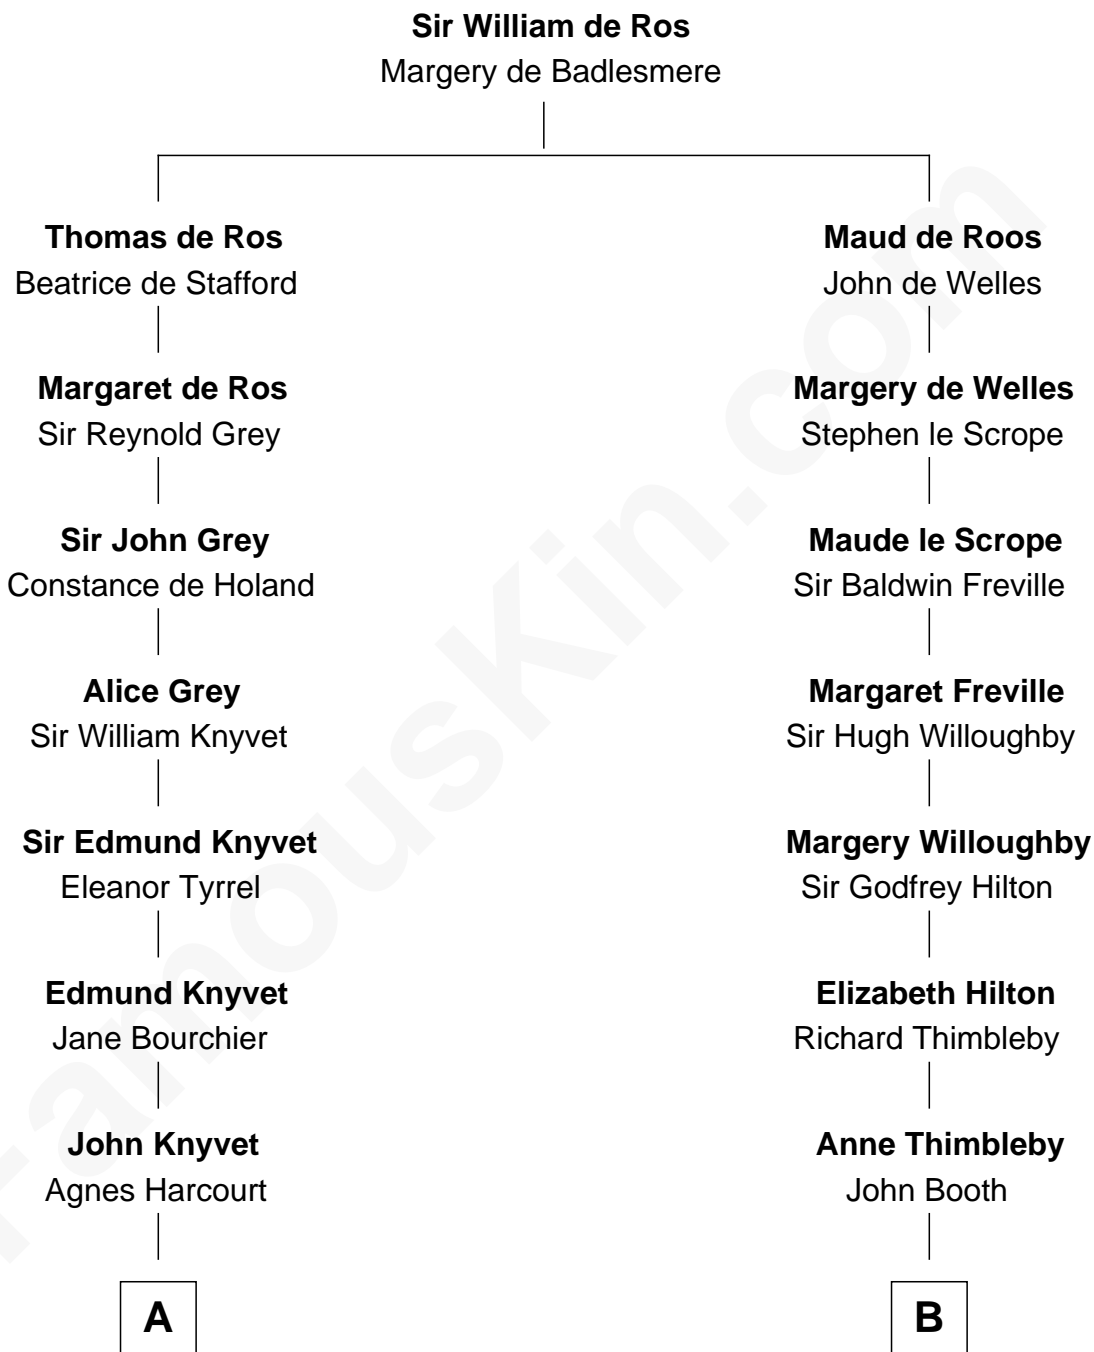 Sir William de Ros
Margery de Badlesmere
Thomas de Ros
Beatrice de Stafford
Maud de Roos
John de Welles
Margaret de Ros
Sir Reynold Grey
Margery de Welles
Stephen le Scrope
Sir John Grey
Constance de Holand
Maude le Scrope
Sir Baldwin Freville
Alice Grey
Sir William Knyvet
Margaret Freville
Sir Hugh Willoughby
Sir Edmund Knyvet
Eleanor Tyrrel
Margery Willoughby
Sir Godfrey Hilton
Edmund Knyvet
Jane Bourchier
Elizabeth Hilton
Richard Thimbleby
John Knyvet
Agnes Harcourt
Anne Thimbleby
John Booth
A
B
FamousKin.com